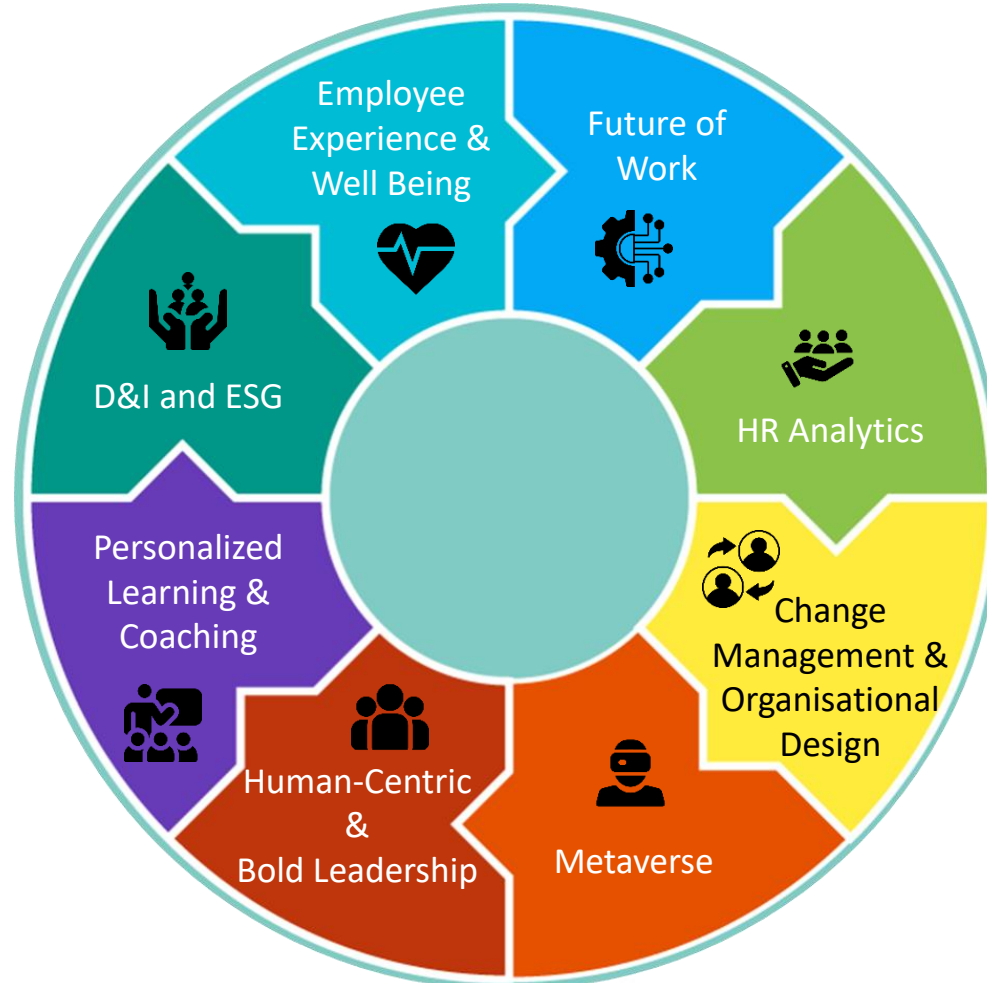 Employee
Experience &
Well Being
Future of
Work
HR Analytics
Change
Management &
Organisational
Design
Metaverse
Human-Centric
&
Bold Leadership
Personalized
Learning &
Coaching
D&I and ESG